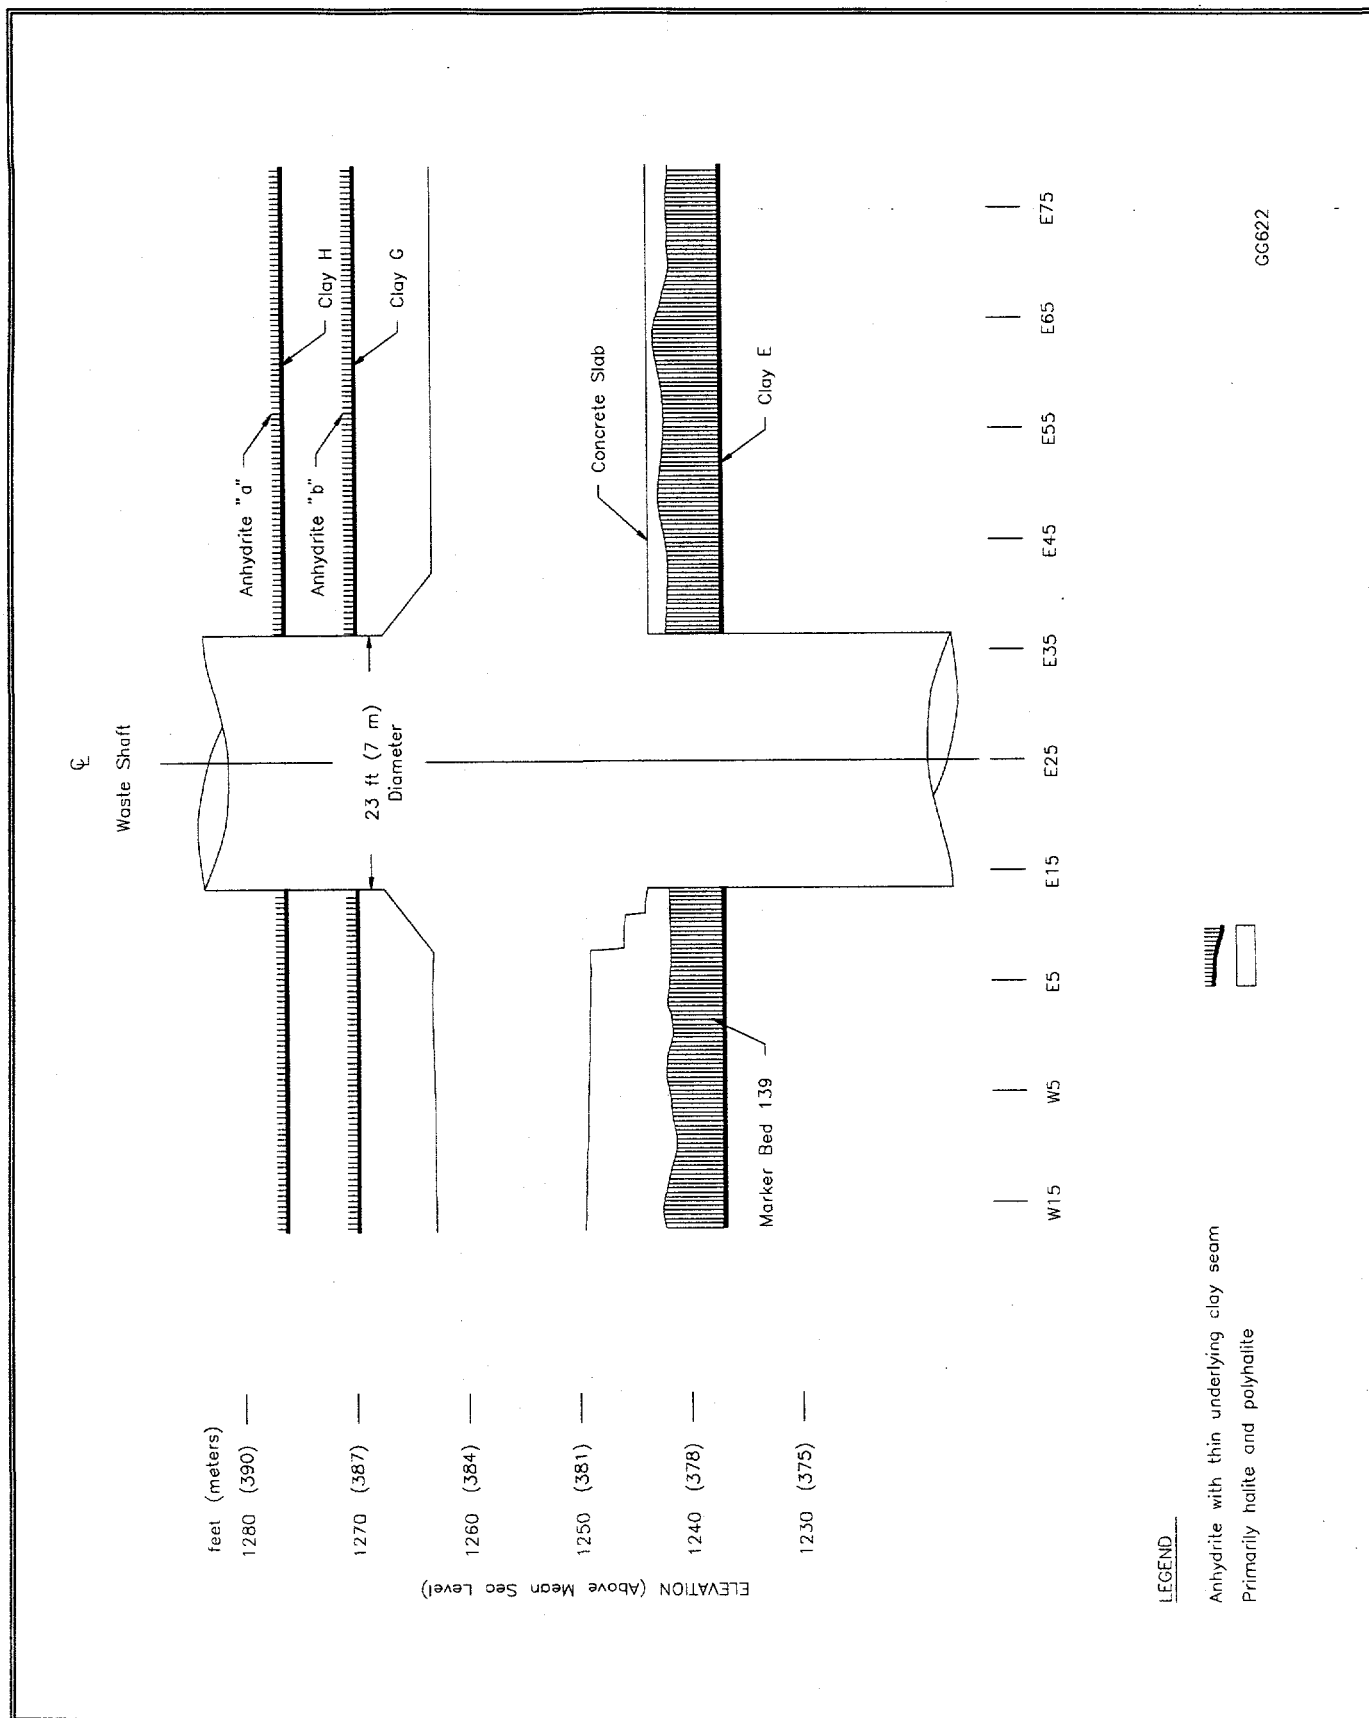 ℄
Waste Shaft
feet (meters)
1280 (390)
1270 (387)
1260 (384)
1250 (381)
1240 (378)
1230 (375)
ELEVATION (Above Mean Sec Level)
Anhydrite "a"
Clay H
Anhydrite "b"
Clay G
23 ft (7 m)
Diameter
Concrete Slab
Clay E
Marker Bed 139
W15
W5
E5
E15
E25
E35
E45
E55
E65
E75
LEGEND
Anhydrite with thin underlying clay seam
Primarily halite and polyhalite
GG622